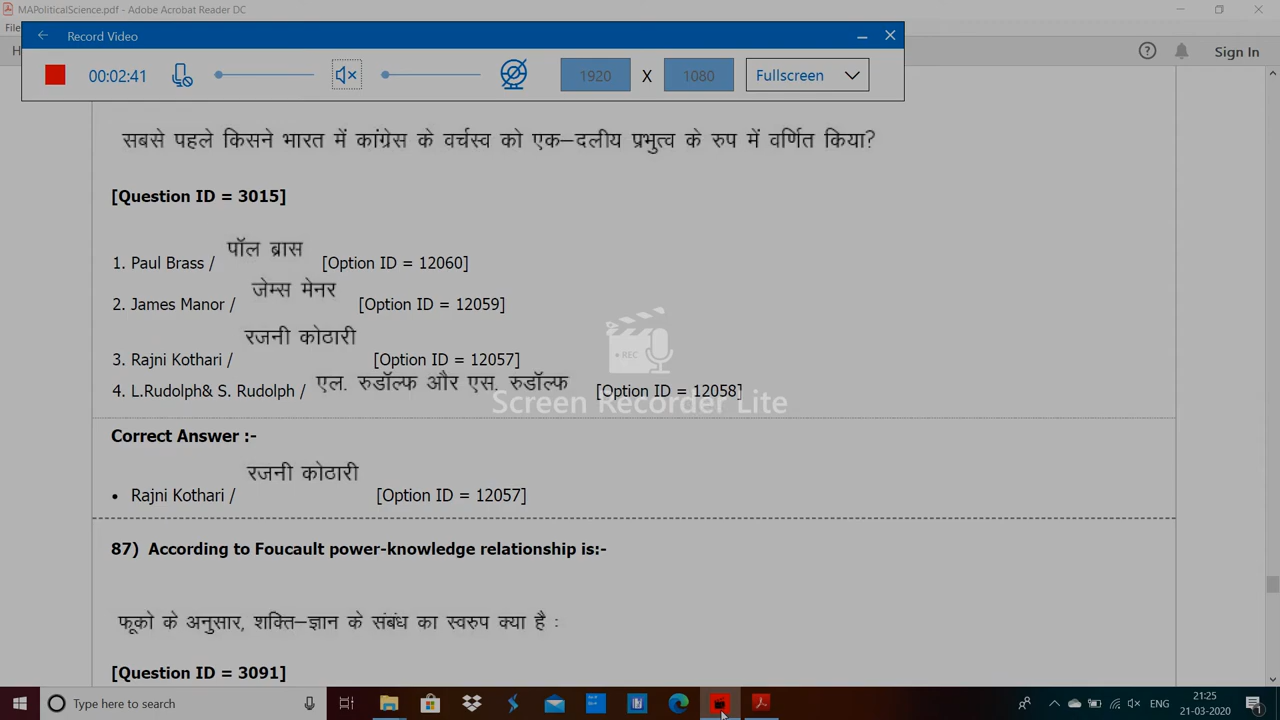 MAPoliticalScience.pdf - Adobe Acrobat Reader DC
File
Record Video
00:02:41
1920 X 1080 Fullscreen
Sign In
सबसे पहले किसने भारत में कांग्रेस के वर्चस्व को एक–दलीय प्रभुत्व के रुप में वर्णित किया?
[Question ID = 3015]
1. Paul Brass / पॉल ब्रास [Option ID = 12060]
2. James Manor / जेम्स मेनर [Option ID = 12059]
3. Rajni Kothari / रजनी कोठारी [Option ID = 12057]
4. L.Rudolph& S. Rudolph / एल. रुडॉल्फ और एस. रुडॉल्फ [Option ID = 12058]
REC
Screen Recorder Lite
Correct Answer :-
• Rajni Kothari / रजनी कोठारी [Option ID = 12057]
87) According to Foucault power-knowledge relationship is:-
फूको के अनुसार, शक्ति–ज्ञान के संबंध का स्वरुप क्या है :
[Question ID = 3091]
Type here to search
ENG
21:25
21-03-2020